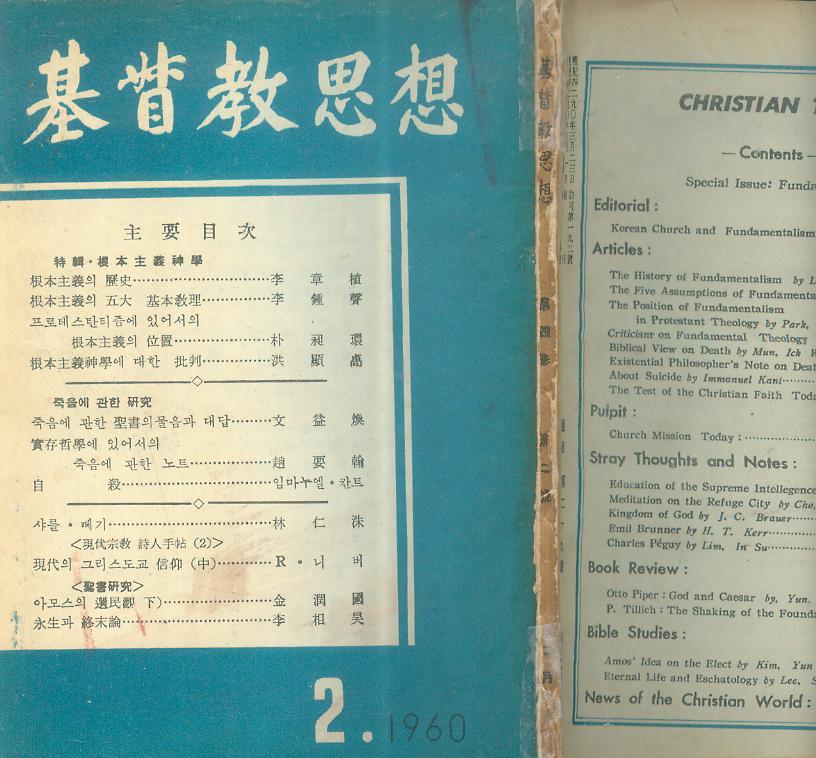 基督教思想
主要目次
特輯·根本主義神學
根本主義의 歷史…………………李章植
根本主義의 五大 基本敎理…………李鍾聲
프로테스탄티즘에 있어서의
根本主義의 位置……………朴昶環
根本主義神學에 대한 批判………洪顯卨
죽음에 관한 硏究
죽음에 관한 聖書의물음과 대답………文益煥
實存哲學에 있어서의
죽음에 관한 노트……………趙要翰
自殺…………………임마누엘·칸트
샤를·뻬기…………………林仁洙
<現代宗敎 詩人手帖 (2)>
現代의 그리스도교 信仰 (中)…………R·니버
<聖書硏究>
아모스의 選民觀 下)…………………金潤國
永生과 終末論…………………李相昊
2. 1960
基督教思想
第四卷
第二號
二月
CHRISTIAN
— Contents —
Special Issue: Funda
Editorial :
Korean Church and Fundamentalism
Articles :
The History of Fundamentalism by L
The Five Assumptions of Fundamenta
The Position of Fundamentalism
in Protestant Theology by Park,
Criticism on Fundamental Theology
Biblical View on Death by Mun, Ick W
Existential Philosopher's Note on Deat
About Suicide by Immanuel Kant………
The Test of the Christian Faith Toda
Pulpit :
Church Mission Today : ……………
Stray Thoughts and Notes :
Education of the Supreme Intellegence
Meditation on the Refuge City by Cho,
Kingdom of God by J. C. Brauer………
Emil Brunner by H. T. Kerr…………
Charles Péguy by Lim, In Su…………
Book Review :
Otto Piper : God and Caesar by, Yun.
P. Tillich : The Shaking of the Founda
Bible Studies :
Amos' Idea on the Elect by Kim, Yun
Eternal Life and Eschatology by Lee, S
News of the Christian World :